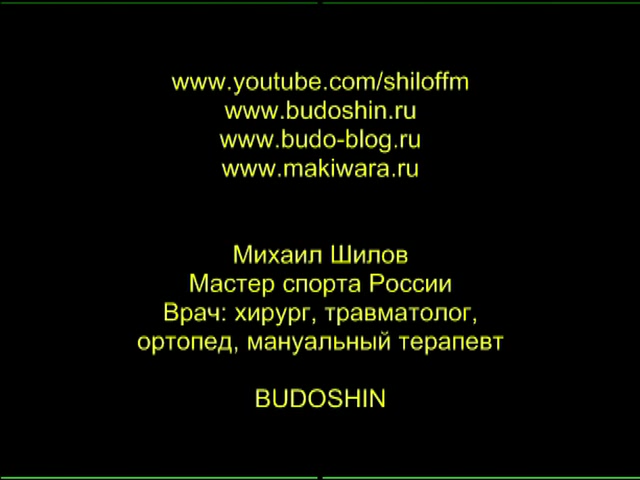 www.youtube.com/shiloffm
www.budoshin.ru
www.budo-blog.ru
www.makiwara.ru
Михаил Шилов
Мастер спорта России
Врач: хирург, травматолог,
ортопед, мануальный терапевт
BUDOSHIN